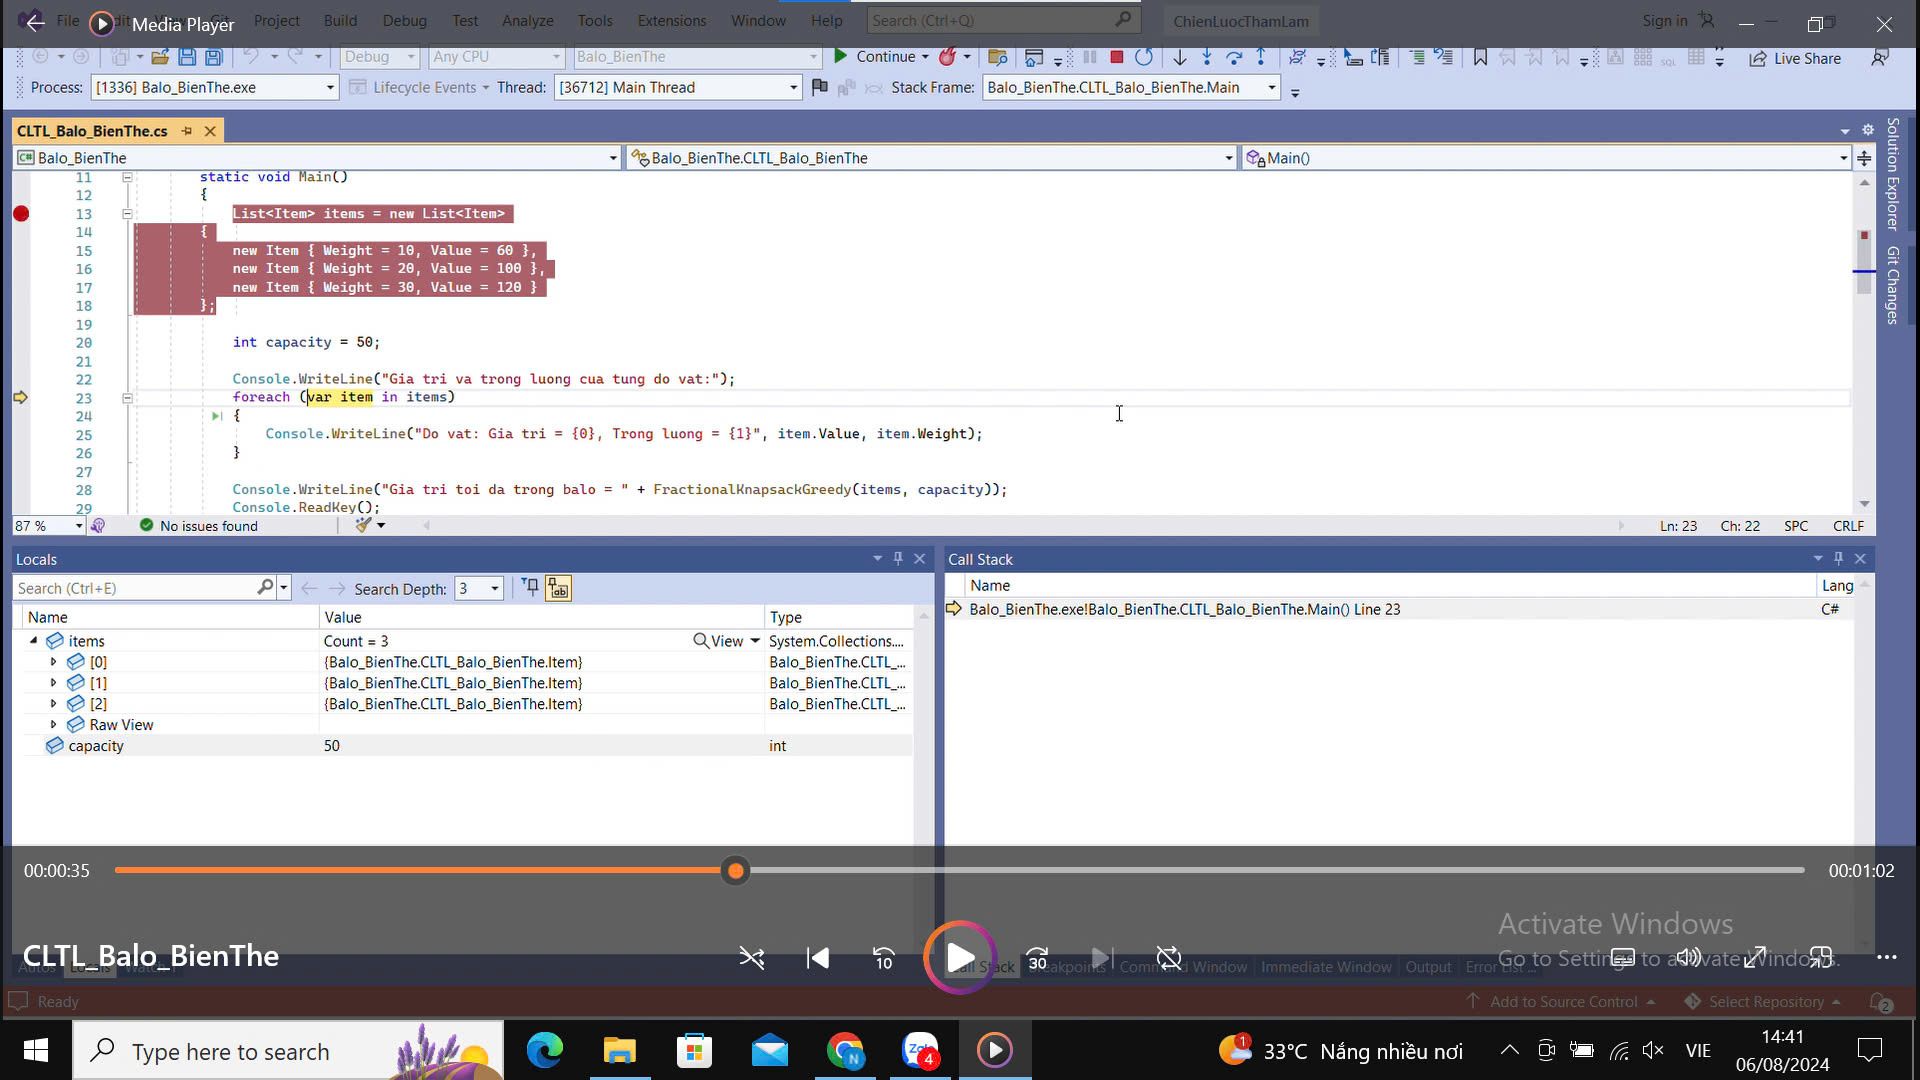 File Edit View Git Project Build Debug Test Analyze Tools Extensions Window Help Search (Ctrl+Q) ChienLuocThamLam Sign in
Media Player
Debug Any CPU Balo_BienThe Continue Live Share
Process: [1336] Balo_BienThe.exe Lifecycle Events Thread: [36712] Main Thread Stack Frame: Balo_BienThe.CLTL_Balo_BienThe.Main
CLTL_Balo_BienThe.cs
C# Balo_BienThe Balo_BienThe.CLTL_Balo_BienThe Main()
Solution Explorer
Git Changes
11 static void Main()
12 {
13 List<Item> items = new List<Item>
14 {
15 new Item { Weight = 10, Value = 60 },
16 new Item { Weight = 20, Value = 100 },
17 new Item { Weight = 30, Value = 120 }
18 };
19
20 int capacity = 50;
21
22 Console.WriteLine("Gia tri va trong luong cua tung do vat:");
23 foreach (var item in items)
24 {
25 Console.WriteLine("Do vat: Gia tri = {0}, Trong luong = {1}", item.Value, item.Weight);
26 }
27
28 Console.WriteLine("Gia tri toi da trong balo = " + FractionalKnapsackGreedy(items, capacity));
29 Console.ReadKey();
87 % No issues found Ln: 23 Ch: 22 SPC CRLF
Locals
Search (Ctrl+E) Search Depth: 3
Name Value Type
items Count = 3 View System.Collections....
[0] {Balo_BienThe.CLTL_Balo_BienThe.Item} Balo_BienThe.CLTL_...
[1] {Balo_BienThe.CLTL_Balo_BienThe.Item} Balo_BienThe.CLTL_...
[2] {Balo_BienThe.CLTL_Balo_BienThe.Item} Balo_BienThe.CLTL_...
Raw View
capacity 50 int
Call Stack
Name Lang
Balo_BienThe.exe!Balo_BienThe.CLTL_Balo_BienThe.Main() Line 23 C#
00:00:35 00:01:02
CLTL_Balo_BienThe
10 30
Activate Windows
Go to Settings to activate Windows.
Autos Locals Watch 1 Call Stack Breakpoints Command Window Immediate Window Output Error List ...
Ready Add to Source Control Select Repository 2
Type here to search N Zalo 4 1 33°C Nắng nhiều nơi VIE 14:41
06/08/2024